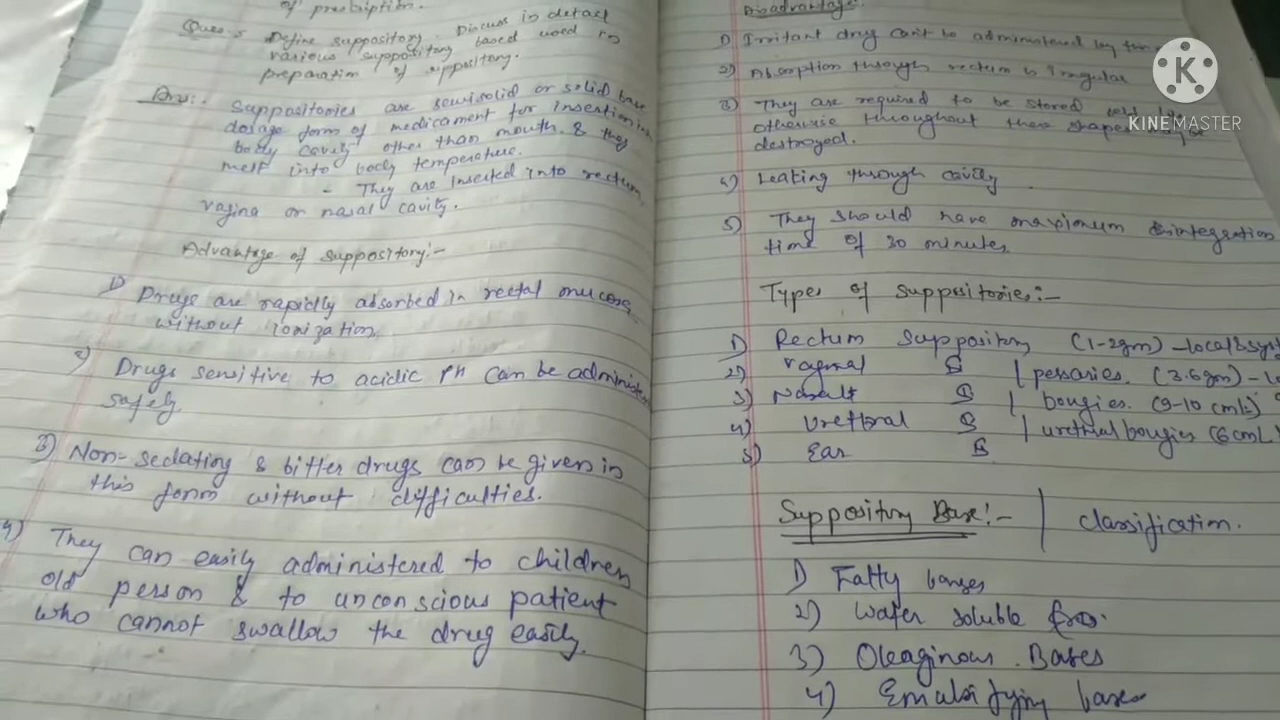 of prescription.
Ques:5 Define suppository. Discuss in detail
various suppository based used in
preparation of suppository.
Ans:- Suppositories are semisolid or solid
dosage form of medicament for insertion
body cavity other than mouth & they
melt into body temperature.
- They are inserted into rectum,
vagina or nasal cavity.
Advantage of suppository:-
1) Drugs are rapidly absorbed in rectal mucosa
without ionization.
2) Drugs sensitive to acidic PH can be
safely.
3) Non-sedating & bitter drugs can be given in
this form without difficulties.
4) They can easily administered to children
old person & to unconscious patient
who cannot swallow the drug easily.
Disadvantage:
1) Irritant drug can't be administered by
2) Absorption through rectum is Irregular
3) They are required to be stored
otherwise throughout there shape
destroyed.
4) Leaking through cavity.
5) They should have maximum disintegration
time of 30 minutes.
Types of suppositories:-
1) Rectum Suppository (1-2gm) - local &
2) Vaginal S | pessaries. (3.6gm) -
3) S | bougies. (9-10 cm
4) Urethral S | urethral bougies (6 cm
5) Ear S
Suppository Base:- | classification.
1) Fatty bases
2) Water soluble
3) Oleaginous Bases
4) Emulsifying bases
K
KINEMASTER